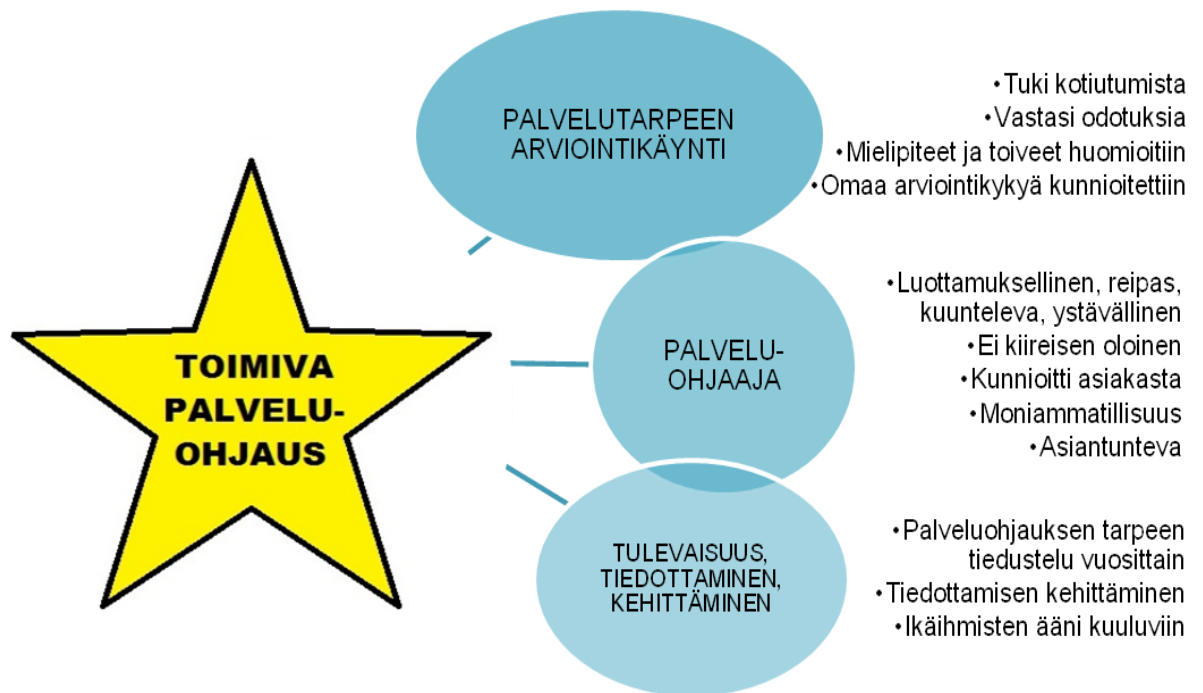 TOIMIVA
PALVELU-
OHJAUS
PALVELUTARPEEN
ARVIOINTIKÄYNTI
•Tuki kotiutumista
•Vastasi odotuksia
•Mielipiteet ja toiveet huomioitiin
•Omaa arviointikykyä kunnioitettiin
PALVELU-
OHJAAJA
•Luottamuksellinen, reipas,
kuunteleva, ystävällinen
•Ei kiireisen oloinen
•Kunnioitti asiakasta
•Moniammatillisuus
•Asiantunteva
TULEVAISUUS,
TIEDOTTAMINEN,
KEHITTÄMINEN
•Palveluohjauksen tarpeen
tiedustelu vuosittain
•Tiedottamisen kehittäminen
•Ikäihmisten ääni kuuluviin